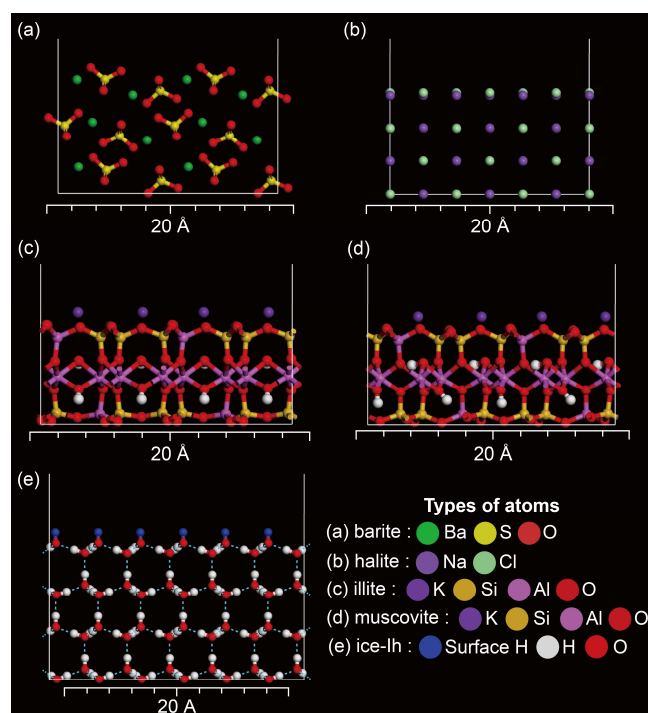 (a)
(b)
20 Å
20 Å
(c)
(d)
20 Å
20 Å
(e)
20 A
Types of atoms
(a) barite : Ba S O
(b) halite : Na Cl
(c) illite : K Si Al O
(d) muscovite : K Si Al O
(e) ice-Ih : Surface H H O